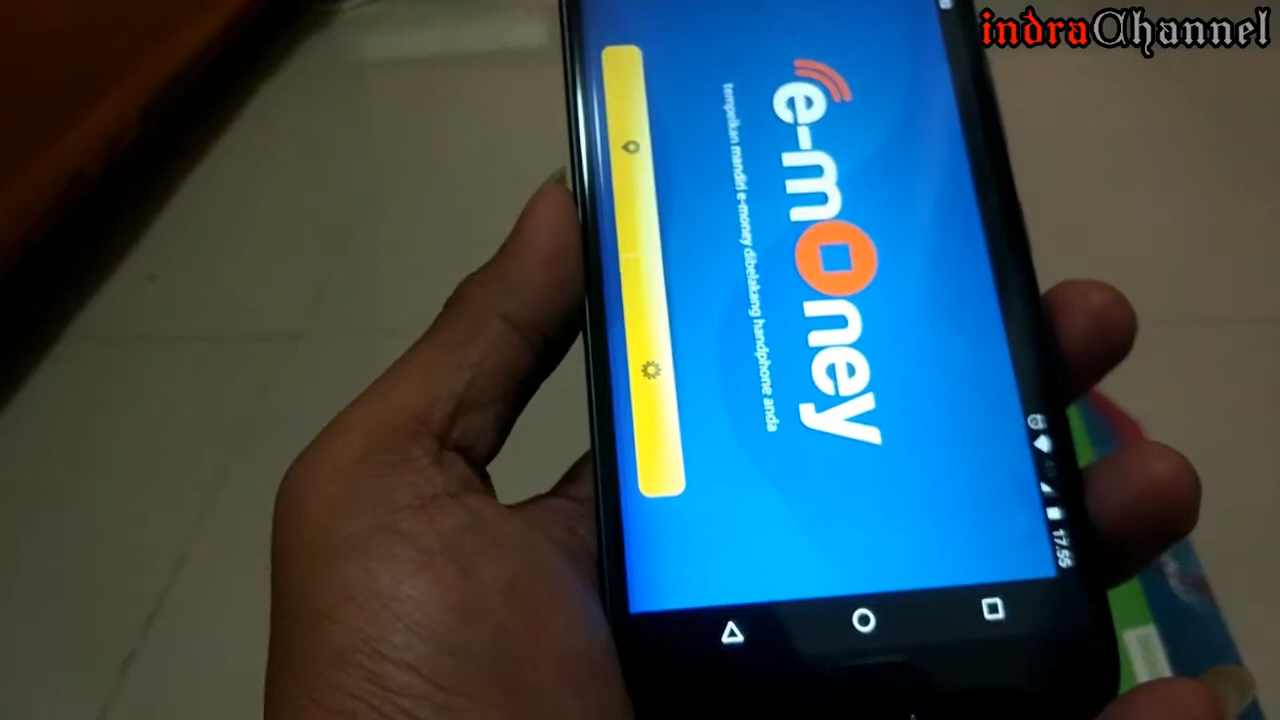 indraChannel
e-money
tempelkan mandiri e-money dibelakang handphone anda
17.55